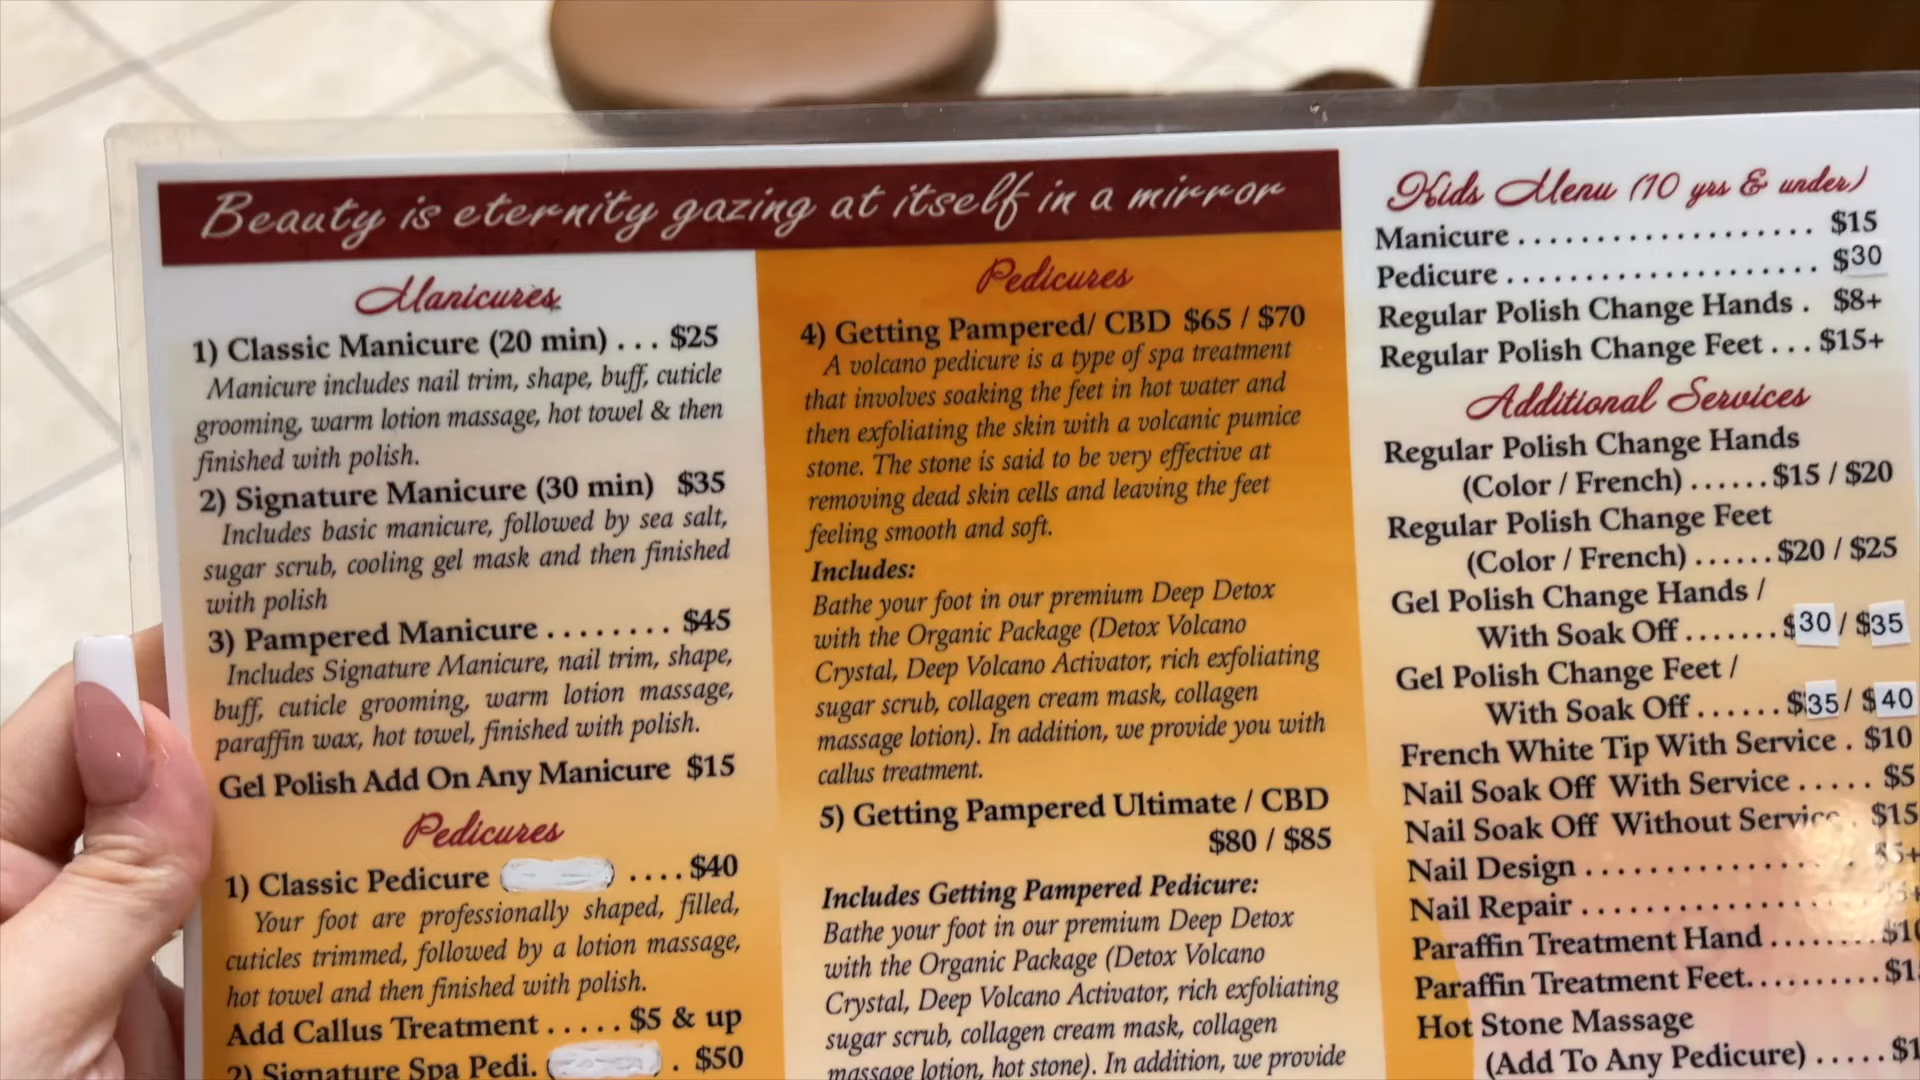 Beauty is eternity gazing at itself in a mirror
Manicures
1) Classic Manicure (20 min) . . . $25
Manicure includes nail trim, shape, buff, cuticle
grooming, warm lotion massage, hot towel & then
finished with polish.
2) Signature Manicure (30 min) $35
Includes basic manicure, followed by sea salt,
sugar scrub, cooling gel mask and then finished
with polish
3) Pampered Manicure . . . . . . . . $45
Includes Signature Manicure, nail trim, shape,
buff, cuticle grooming, warm lotion massage,
paraffin wax, hot towel, finished with polish.
Gel Polish Add On Any Manicure $15
Pedicures
1) Classic Pedicure . . . . $40
Your foot are professionally shaped, filled,
cuticles trimmed, followed by a lotion massage,
hot towel and then finished with polish.
Add Callus Treatment . . . . . $5 & up
2) Signature Spa Pedi. . $50
Pedicures
4) Getting Pampered/ CBD $65 / $70
A volcano pedicure is a type of spa treatment
that involves soaking the feet in hot water and
then exfoliating the skin with a volcanic pumice
stone. The stone is said to be very effective at
removing dead skin cells and leaving the feet
feeling smooth and soft.
Includes:
Bathe your foot in our premium Deep Detox
with the Organic Package (Detox Volcano
Crystal, Deep Volcano Activator, rich exfoliating
sugar scrub, collagen cream mask, collagen
massage lotion). In addition, we provide you with
callus treatment.
5) Getting Pampered Ultimate / CBD
$80 / $85
Includes Getting Pampered Pedicure:
Bathe your foot in our premium Deep Detox
with the Organic Package (Detox Volcano
Crystal, Deep Volcano Activator, rich exfoliating
sugar scrub, collagen cream mask, collagen
massage lotion, hot stone). In addition, we provide
Kids Menu (10 yrs & under)
Manicure . . . . . . . . . . . . . . . . . . . $15
Pedicure . . . . . . . . . . . . . . . . . . . . $30
Regular Polish Change Hands . $8+
Regular Polish Change Feet . . . $15+
Additional Services
Regular Polish Change Hands
(Color / French) . . . . . . $15 / $20
Regular Polish Change Feet
(Color / French) . . . . . . $20 / $25
Gel Polish Change Hands /
With Soak Off . . . . . . . $30 / $35
Gel Polish Change Feet /
With Soak Off . . . . . . $35 / $40
French White Tip With Service . $10
Nail Soak Off With Service . . . . . $5
Nail Soak Off Without Service . $15
Nail Design . . . . . . . . . . . . . . . $5+
Nail Repair . . . . . . . . . . . . . . .
Paraffin Treatment Hand . . . . . . . .
Paraffin Treatment Feet. . . . . . . . . .
Hot Stone Massage
(Add To Any Pedicure) . . . . .